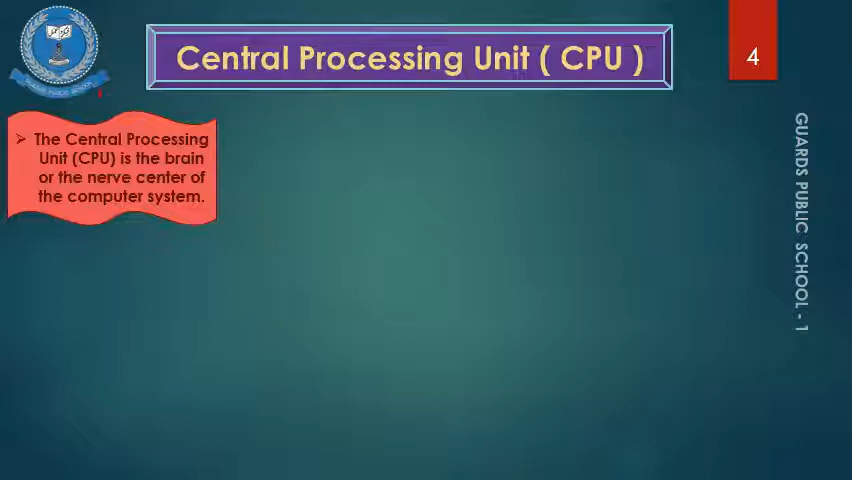 Central Processing Unit ( CPU )
4
➢ The Central Processing
Unit (CPU) is the brain
or the nerve center of
the computer system.
GUARDS PUBLIC SCHOOL - 1